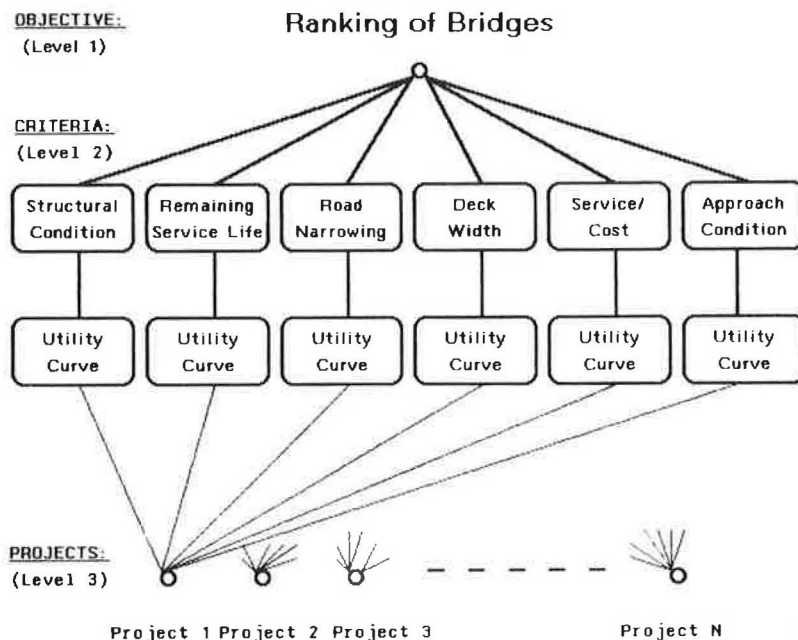 OBJECTIVE:
Ranking of Bridges
(Level 1)
CRITERIA:
(Level 2)
Structural
Condition
Remaining
Service Life
Road
Narrowing
Deck
Width
Service/
Cost
Approach
Condition
Utility
Curve
Utility
Curve
Utility
Curve
Utility
Curve
Utility
Curve
Utility
Curve
PROJECTS:
(Level 3)
Project 1
Project 2
Project 3
Project N